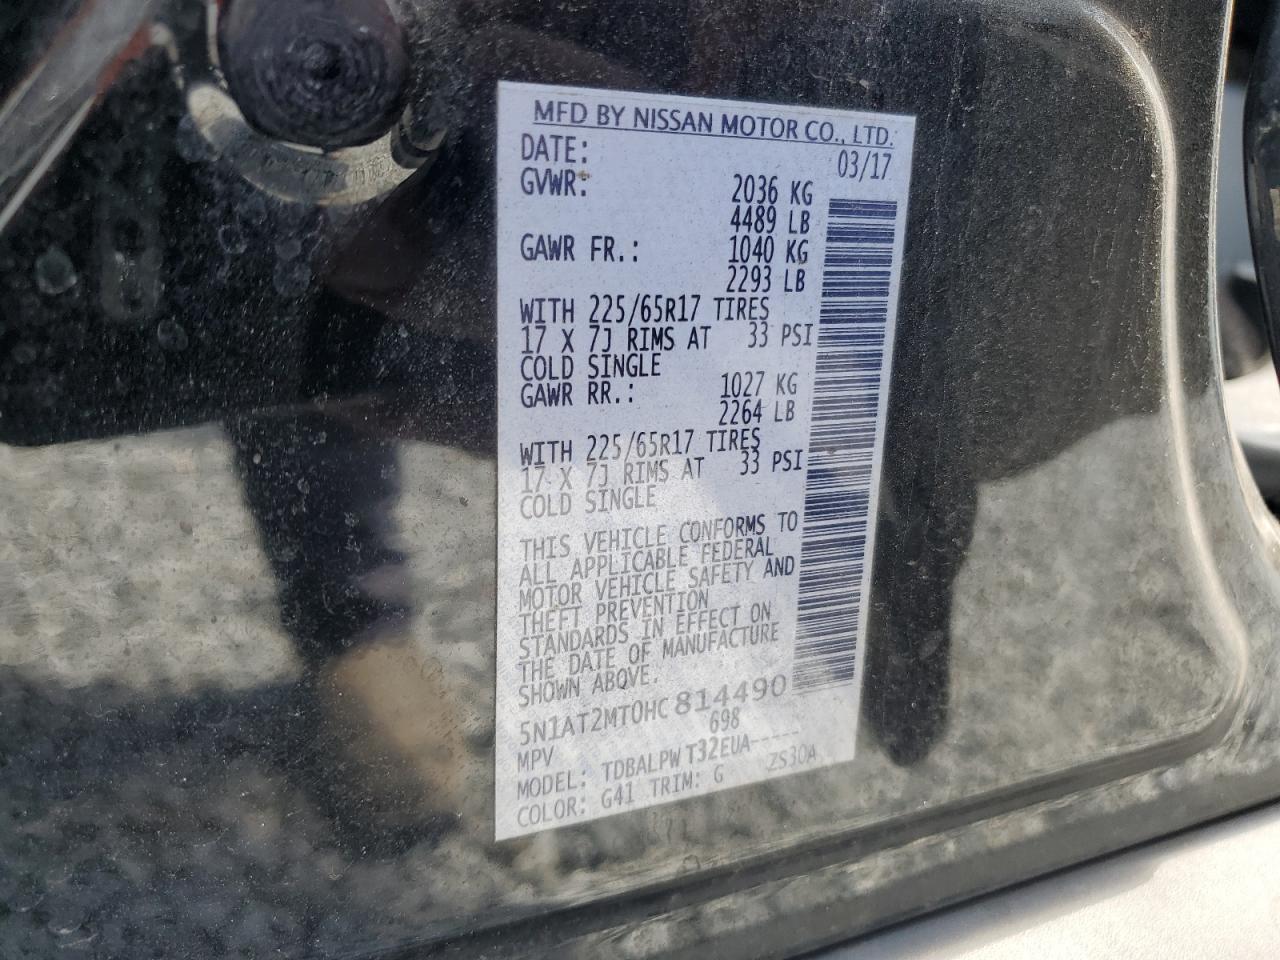 MFD BY NISSAN MOTOR CO., LTD.
DATE: 03/17
GVWR: 2036 KG
4489 LB
GAWR FR.: 1040 KG
2293 LB
WITH 225/65R17 TIRES
17 X 7J RIMS AT 33 PSI
COLD SINGLE
GAWR RR.: 1027 KG
2264 LB
WITH 225/65R17 TIRES
17 X 7J RIMS AT 33 PSI
COLD SINGLE
THIS VEHICLE CONFORMS TO
ALL APPLICABLE FEDERAL
MOTOR VEHICLE SAFETY AND
THEFT PREVENTION
STANDARDS IN EFFECT ON
THE DATE OF MANUFACTURE
SHOWN ABOVE.
5N1AT2MT0HC814490
MPV 698
MODEL: TDBALPW T32EUA-----
COLOR: G41 TRIM: G ZS30A